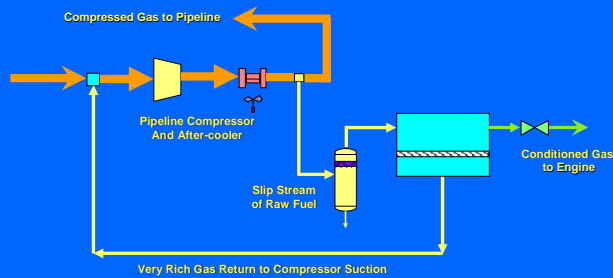 Compressed Gas to Pipeline
Pipeline Compressor
And After-cooler
Conditioned Gas
to Engine
Slip Stream
of Raw Fuel
Very Rich Gas Return to Compressor Suction